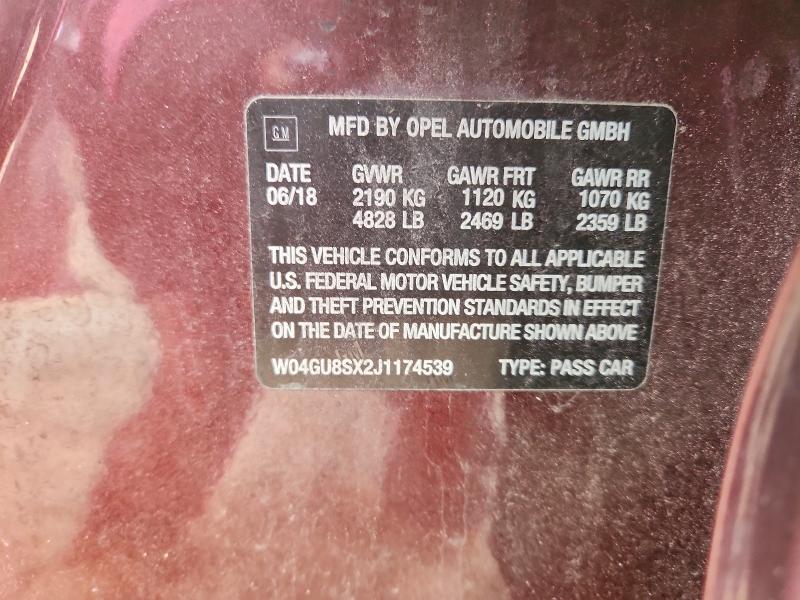 GM MFD BY OPEL AUTOMOBILE GMBH
DATE GVWR GAWR FRT GAWR RR
06/18 2190 KG 1120 KG 1070 KG
4828 LB 2469 LB 2359 LB
THIS VEHICLE CONFORMS TO ALL APPLICABLE
U.S. FEDERAL MOTOR VEHICLE SAFETY, BUMPER
AND THEFT PREVENTION STANDARDS IN EFFECT
ON THE DATE OF MANUFACTURE SHOWN ABOVE
W04GU8SX2J1174539 TYPE: PASS CAR